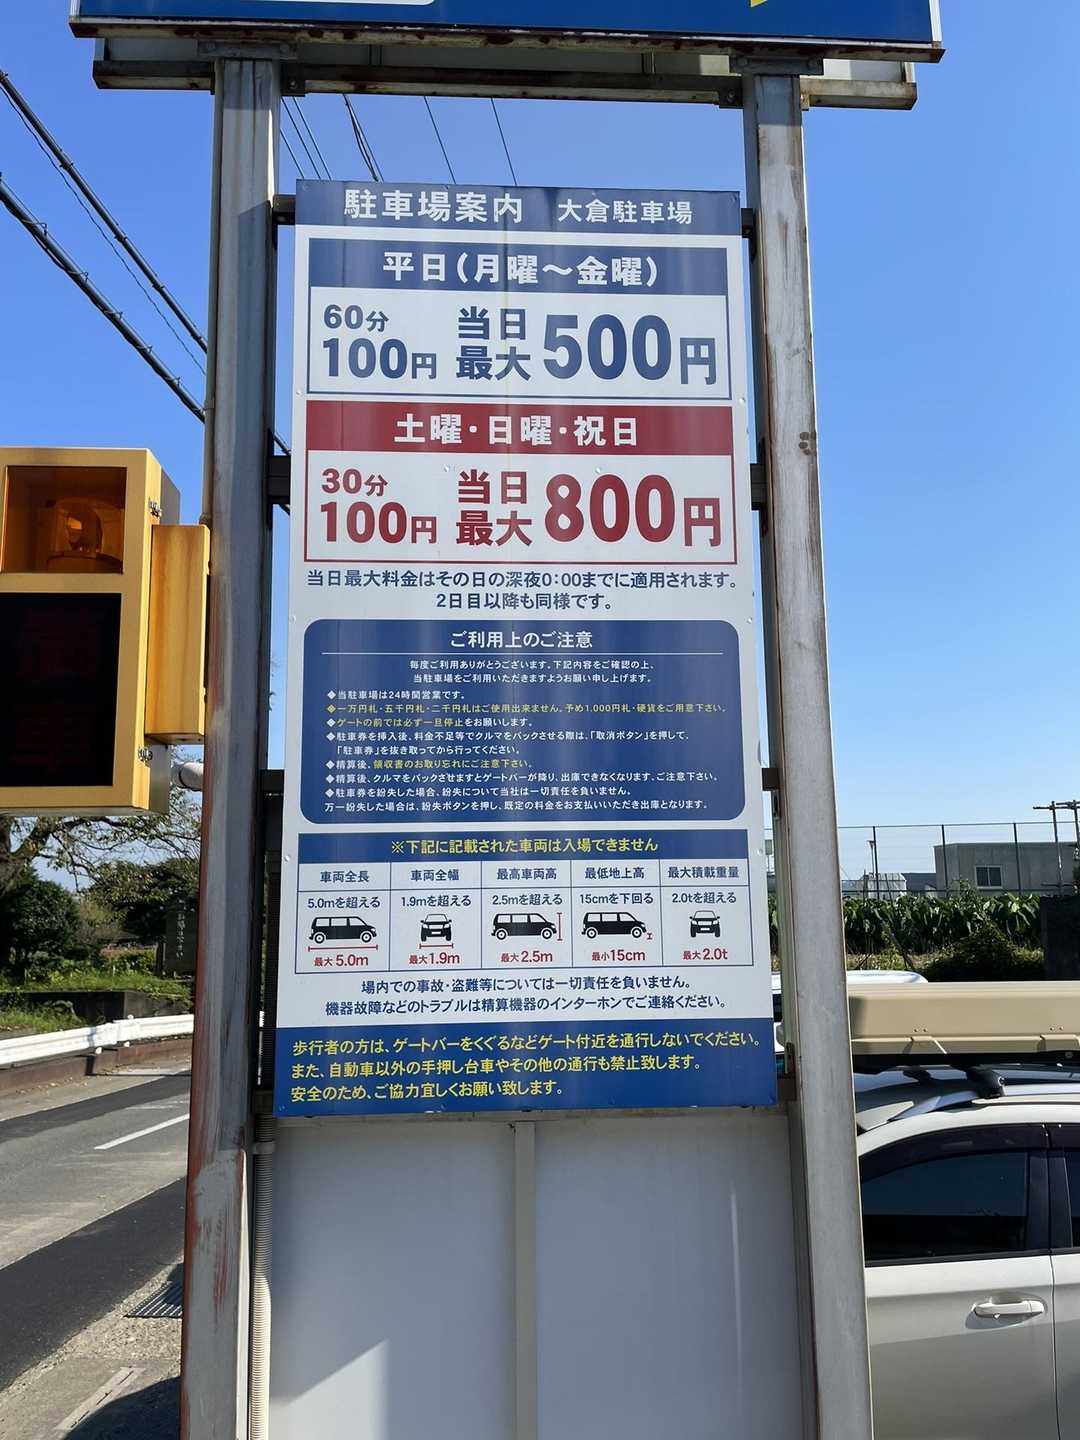 駐車場案内 大倉駐車場
平日(月曜～金曜)
60分 100円 当日最大 500円
土曜・日曜・祝日
30分 100円 当日最大 800円
当日最大料金はその日の深夜0:00までに適用されます。
2日目以降も同様です。
ご利用上のご注意
毎度ご利用ありがとうございます。下記内容をご確認の上、
当駐車場をご利用いただきますようお願い申し上げます。
◆当駐車場は24時間営業です。
◆一万円札・五千円札・二千円札はご使用出来ません。予め1.000円札・硬貨をご用意下さい。
◆ゲートの前では必ず一旦停止をお願いします。
◆駐車券を挿入後、料金不足等でクルマをバックさせる際は、「取消ボタン」を押して、
「駐車券」を抜き取ってから行ってください。
◆精算後、領収書のお取り忘れにご注意下さい。
◆精算後、クルマをバックさせますとゲートバーが降り、出庫できなくなります。ご注意下さい。
◆駐車券を紛失した場合、紛失について当社は一切責任を負いません。
万一紛失した場合は、紛失ボタンを押し、既定の料金をお支払いいただき出庫となります。
※下記に記載された車両は入場できません
車両全長 車両全幅 最高車両高 最低地上高 最大積載重量
5.0mを超える 1.9mを超える 2.5mを超える 15cmを下回る 2.0tを超える
最大5.0m 最大1.9m 最大2.5m 最小15cm 最大2.0t
場内での事故・盗難等については一切責任を負いません。
機器故障などのトラブルは精算機器のインターホンでご連絡ください。
歩行者の方は、ゲートバーをくぐるなどゲート付近を通行しないでください。
また、自動車以外の手押し台車やその他の通行も禁止致します。
安全のため、ご協力宜しくお願い致します。